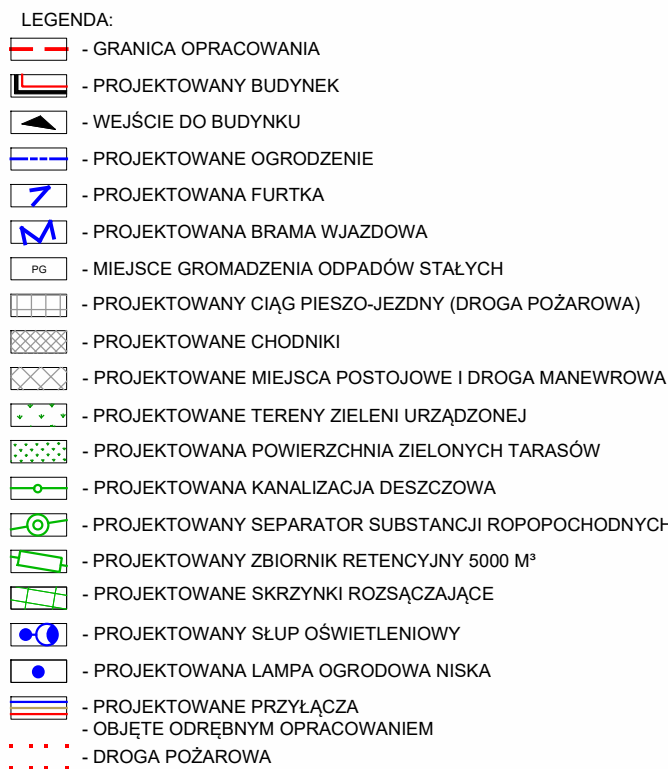 LEGENDA:
- GRANICA OPRACOWANIA
- PROJEKTOWANY BUDYNEK
- WEJŚCIE DO BUDYNKU
- PROJEKTOWANE OGRODZENIE
- PROJEKTOWANA FURTKA
- PROJEKTOWANA BRAMA WJAZDOWA
PG - MIEJSCE GROMADZENIA ODPADÓW STAŁYCH
- PROJEKTOWANY CIĄG PIESZO-JEZDNY (DROGA POŻAROWA)
- PROJEKTOWANE CHODNIKI
- PROJEKTOWANE MIEJSCA POSTOJOWE I DROGA MANEWROWA
- PROJEKTOWANE TERENY ZIELENI URZĄDZONEJ
- PROJEKTOWANA POWIERZCHNIA ZIELONYCH TARASÓW
- PROJEKTOWANA KANALIZACJA DESZCZOWA
- PROJEKTOWANY SEPARATOR SUBSTANCJI ROPOPOCHODNYCH
- PROJEKTOWANY ZBIORNIK RETENCYJNY 5000 M³
- PROJEKTOWANE SKRZYNKI ROZSĄCZAJĄCE
- PROJEKTOWANY SŁUP OŚWIETLENIOWY
- PROJEKTOWANA LAMPA OGRODOWA NISKA
- PROJEKTOWANE PRZYŁĄCZA
- OBJĘTE ODRĘBNYM OPRACOWANIEM
- DROGA POŻAROWA